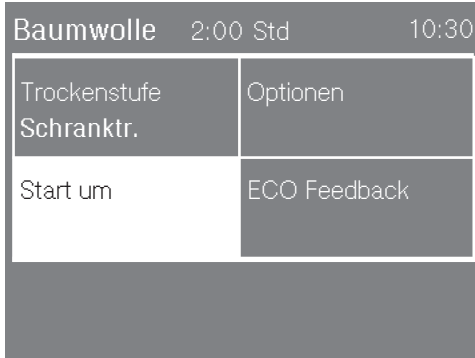 Baumwolle 2:00 Std 10:30
Trockenstufe
Schranktr.
Optionen
Start um
ECO Feedback